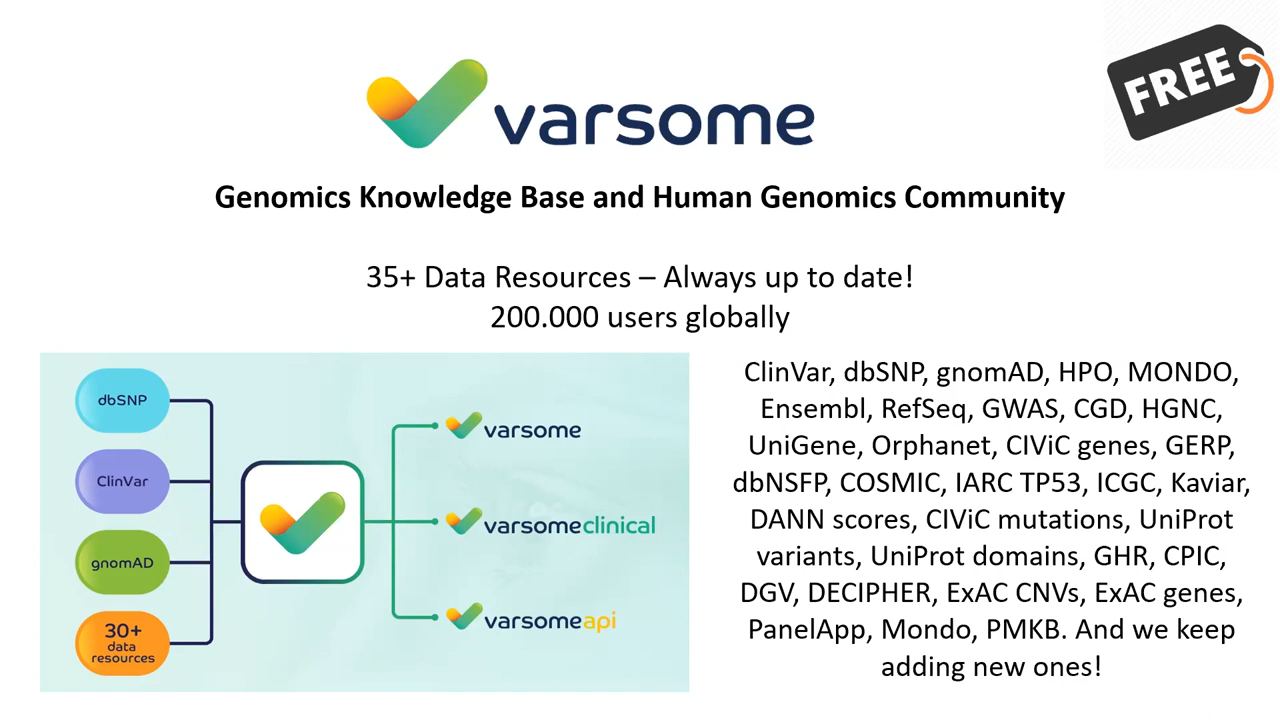 FREE
varsome
Genomics Knowledge Base and Human Genomics Community
35+ Data Resources – Always up to date!
200.000 users globally
dbSNP
ClinVar
gnomAD
30+
data
resources
varsome
varsomeclinical
varsomeapi
ClinVar, dbSNP, gnomAD, HPO, MONDO,
Ensembl, RefSeq, GWAS, CGD, HGNC,
UniGene, Orphanet, CIViC genes, GERP,
dbNSFP, COSMIC, IARC TP53, ICGC, Kaviar,
DANN scores, CIViC mutations, UniProt
variants, UniProt domains, GHR, CPIC,
DGV, DECIPHER, ExAC CNVs, ExAC genes,
PanelApp, Mondo, PMKB. And we keep
adding new ones!